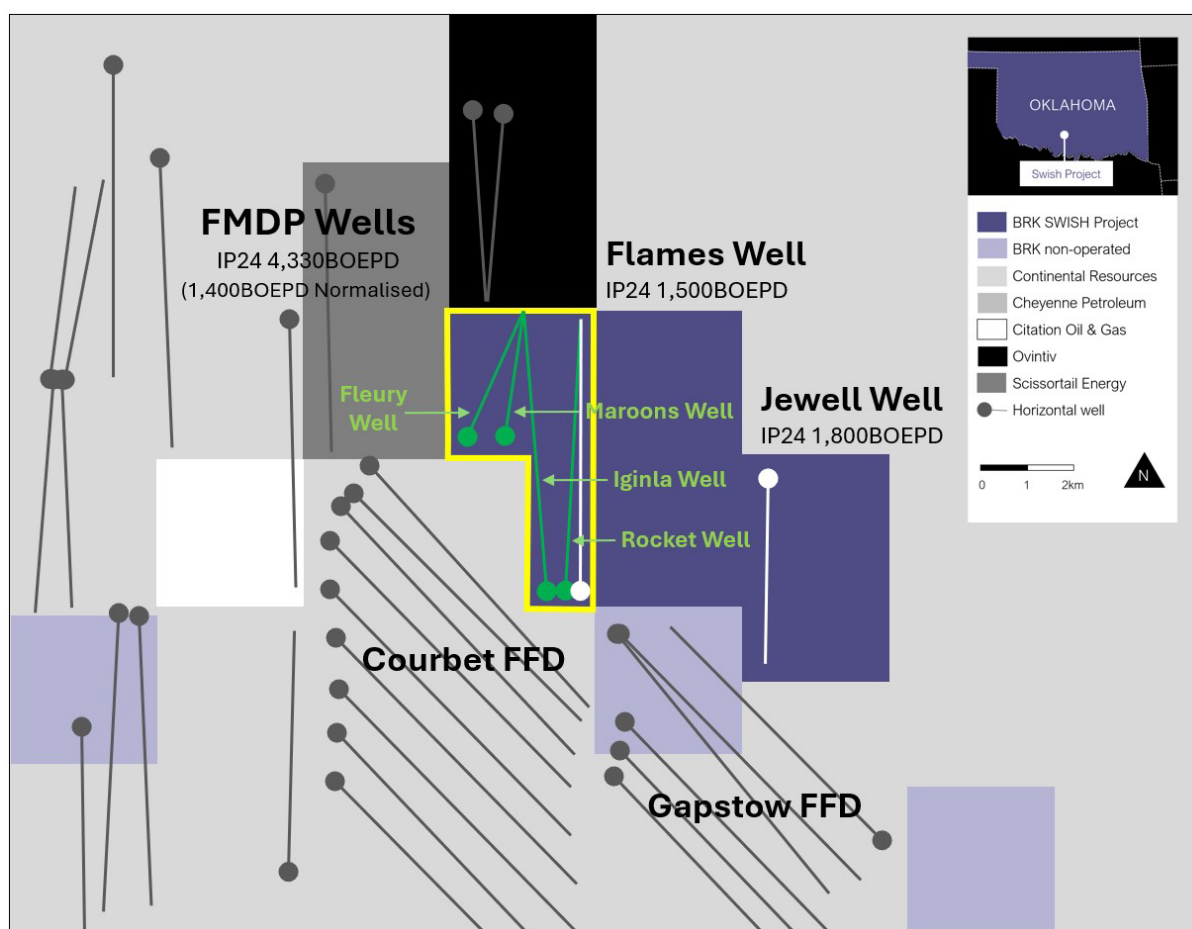 FMDP Wells
IP24 4,330BOEPD
(1,400BOEPD Normalised)
Flames Well
IP24 1,500BOEPD
Fleury
Well
Maroons Well
Iginla Well
Rocket Well
Jewell Well
IP24 1,800BOEPD
Courbet FFD
Gapstow FFD
OKLAHOMA
Swish Project
BRK SWISH Project
BRK non-operated
Continental Resources
Cheyenne Petroleum
Citation Oil & Gas
Ovintiv
Scissortail Energy
Horizontal well
0 1 2km
N